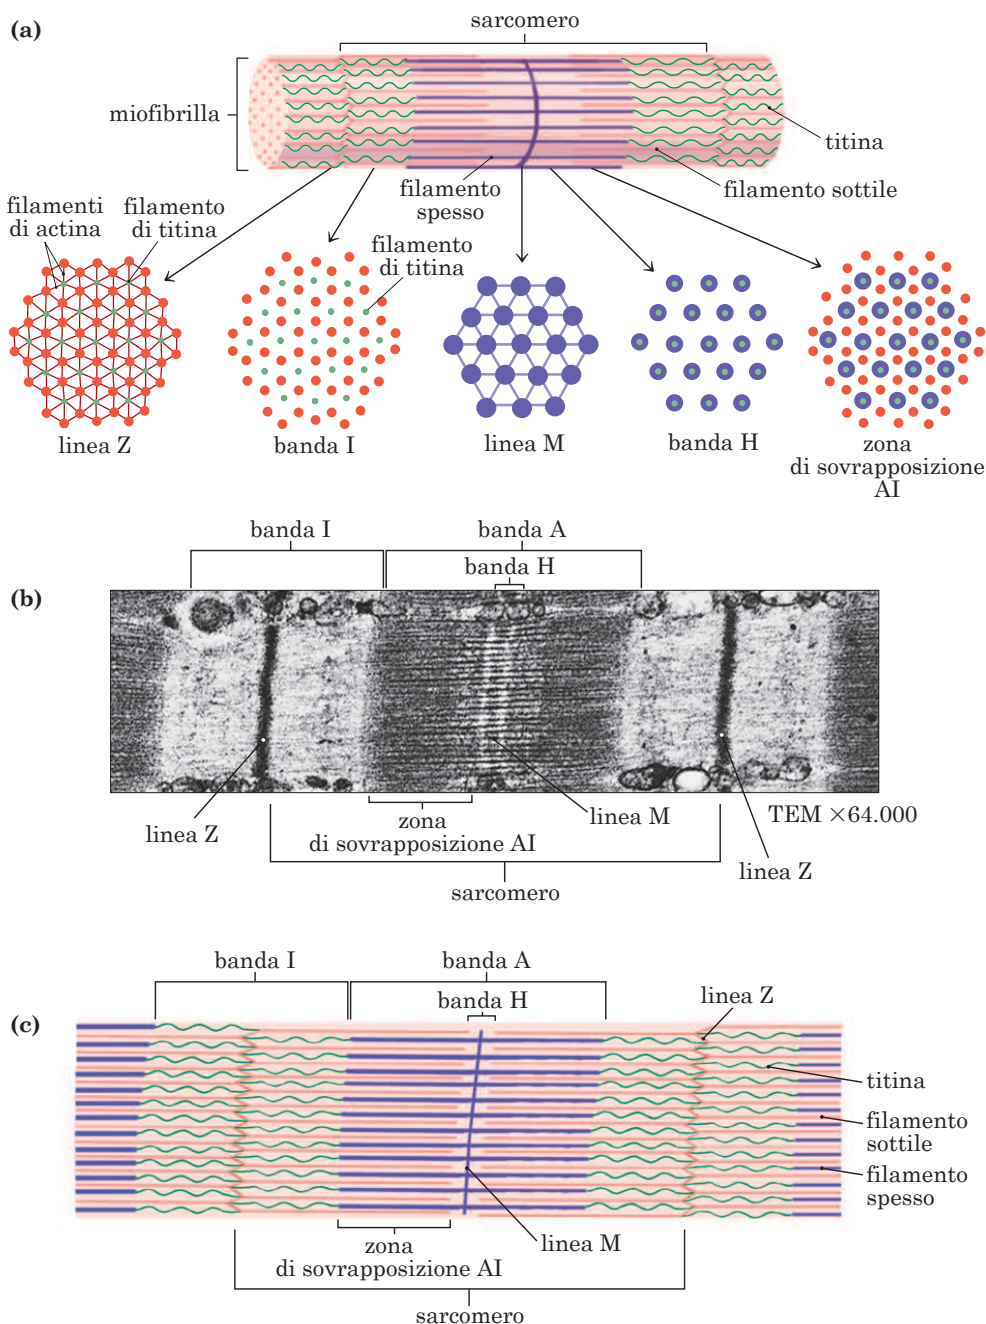 (a)
sarcomero
miofibrilla
titina
filamento
spesso
filamento sottile
filamenti
di actina
filamento
di titina
filamento
di titina
linea Z
banda I
linea M
banda H
zona
di sovrapposizione
AI
(b)
banda I
banda A
banda H
linea Z
zona
di sovrapposizione AI
linea M
TEM ×64.000
linea Z
sarcomero
(c)
banda I
banda A
banda H
linea Z
titina
filamento
sottile
filamento
spesso
linea M
zona
di sovrapposizione AI
sarcomero